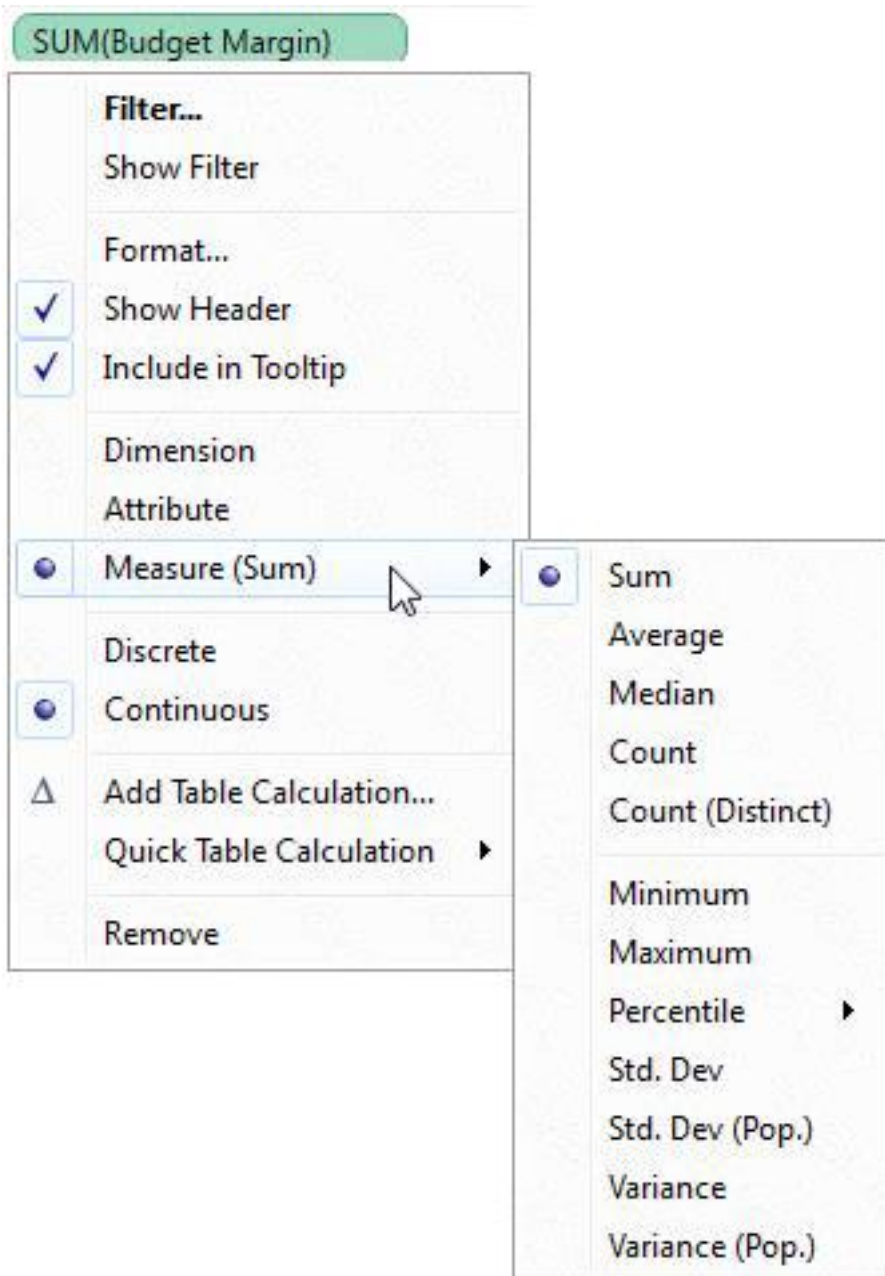 SUM(Budget Margin)
Filter...
Show Filter
Format...
Show Header
Include in Tooltip
Dimension
Attribute
Measure (Sum)
Discrete
Continuous
Δ Add Table Calculation...
Quick Table Calculation
Remove
Sum
Average
Median
Count
Count (Distinct)
Minimum
Maximum
Percentile
Std. Dev
Std. Dev (Pop.)
Variance
Variance (Pop.)